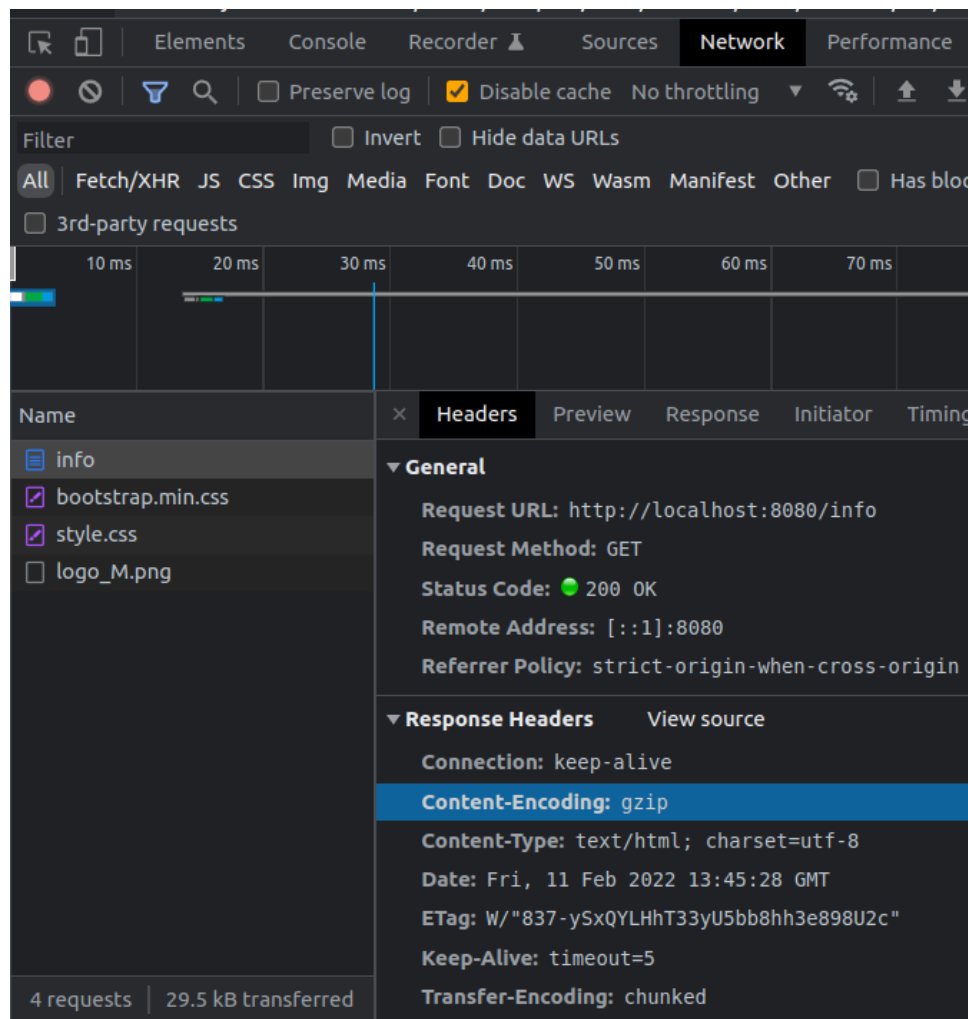 Elements Console Recorder Sources Network Performance
Preserve log Disable cache No throttling
Filter Invert Hide data URLs
All Fetch/XHR JS CSS Img Media Font Doc WS Wasm Manifest Other Has bloc
3rd-party requests
10 ms 20 ms 30 ms 40 ms 50 ms 60 ms 70 ms
Name
× Headers Preview Response Initiator Timing
info
bootstrap.min.css
style.css
logo_M.png
4 requests 29.5 kB transferred
General
Request URL: http://localhost:8080/info
Request Method: GET
Status Code: 200 OK
Remote Address: [::1]:8080
Referrer Policy: strict-origin-when-cross-origin
Response Headers View source
Connection: keep-alive
Content-Encoding: gzip
Content-Type: text/html; charset=utf-8
Date: Fri, 11 Feb 2022 13:45:28 GMT
ETag: W/"837-ySxQYLHhT33yU5bb8hh3e898U2c"
Keep-Alive: timeout=5
Transfer-Encoding: chunked